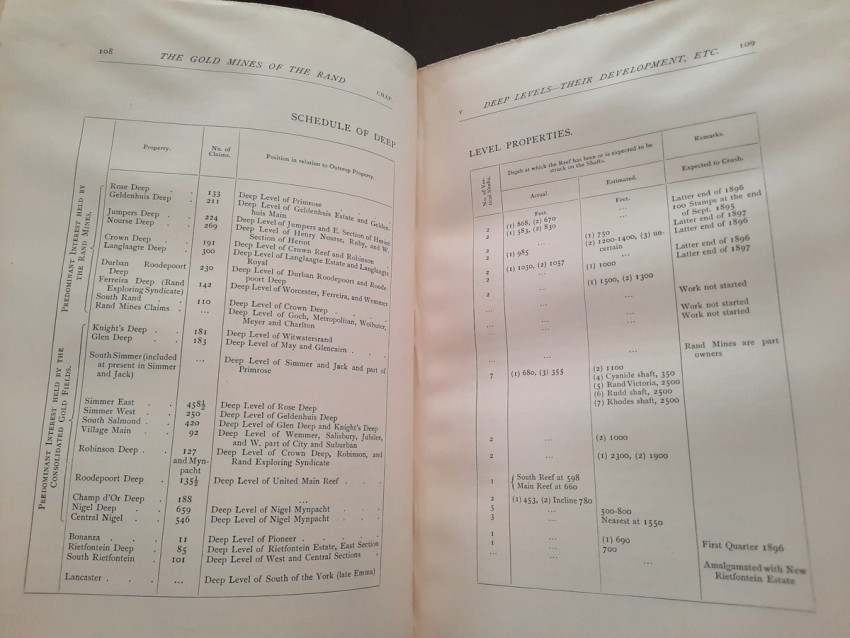 108
THE GOLD MINES OF THE RAND
CHAP.
SCHEDULE OF DEEP
Property.
No. of
Claims.
Position in relation to Outcrop Property.
PREDOMINANT INTEREST HELD BY
THE RAND MINES.
Rose Deep . . 133 Deep Level of Primrose
Geldenhuis Deep . 211 Deep Level of Geldenhuis Estate and Gelden-
huis Main
Jumpers Deep . . 224 Deep Level of Jumpers and E. Section of Heriot
Nourse Deep . . 269 Deep Level of Henry Nourse, Ruby, and W.
Section of Heriot
Crown Deep . . 191 Deep Level of Crown Reef and Robinson
Langlaagte Deep . 300 Deep Level of Langlaagte Estate and Langlaagte
Royal
Durban Roodepoort
Deep 230 Deep Level of Durban Roodepoort and Roode-
poort Deep
Ferreira Deep (Rand
Exploring Syndicate) 142 Deep Level of Worcester, Ferreira, and Wemmer
South Rand . . 110 Deep Level of Crown Deep . . .
Rand Mines Claims . ... Deep Level of Goch, Metropolitan, Wolhuter,
Meyer and Charlton
PREDOMINANT INTEREST HELD BY THE
CONSOLIDATED GOLD FIELDS.
Knight's Deep . . 181 Deep Level of Witwatersrand
Glen Deep . . 183 Deep Level of May and Glencairn . . .
South Simmer (included
at present in Simmer
and Jack) ... Deep Level of Simmer and Jack and part of
Primrose
Simmer East . . 458½ Deep Level of Rose Deep
Simmer West . . 250 Deep Level of Geldenhuis Deep
South Salmond . . 420 Deep Level of Glen Deep and Knight's Deep
Village Main . . 92 Deep Level of Wemmer, Salisbury, Jubilee,
and W. part of City and Suburban
Robinson Deep . . 127
and Myn-
pacht Deep Level of Crown Deep, Robinson, and
Rand Exploring Syndicate
Roodepoort Deep . 135½ Deep Level of United Main Reef . . .
Champ d'Or Deep . 188 ...
Nigel Deep . . 659 Deep Level of Nigel Mynpacht . . .
Central Nigel . . 546 Deep Level of Nigel Mynpacht . . .
Bonanza . . . 11 Deep Level of Pioneer . . . .
Rietfontein Deep . 85 Deep Level of Rietfontein Estate, East Section
South Rietfontein . 101 Deep Level of West and Central Sections .
Lancaster . . . ... Deep Level of South of the York (late Emma)
V
DEEP LEVELS—THEIR DEVELOPMENT, ETC.
109
LEVEL PROPERTIES.
No. of Ver-
tical Shafts.
Depth at which the Reef has been or is expected to be
struck on the Shafts.
Remarks.
Actual.
Estimated.
Expected to Crush.
Feet.
Feet.
2 (1) 868, (2) 670 ... Latter end of 1896
2 (1) 583, (2) 830 ... 100 Stamps at the end
of Sept. 1895
2 ... (1) 750 Latter end of 1897
2 (1) 985 (2) 1200-1400, (3) un-
certain Latter end of 1896
2 (1) 1050, (2) 1057 ... Latter end of 1896
2 ... (1) 1000 Latter end of 1897
2 ... (1) 1500, (2) 1300
... ... ... Work not started
... ... ... Work not started
... ... ... Work not started
... ... ... Rand Mines are part
owners
7 (1) 680, (3) 355 (2) 1100
(4) Cyanide shaft, 350
(5) Rand Victoria, 2500
(6) Rudd shaft, 2500
(7) Rhodes shaft, 2500
2 ... (2) 1000
2 ... (1) 2300, (2) 1900
1 South Reef at 598
Main Reef at 660 ...
2 (1) 453, (2) Incline 780
5 ... 500-800
3 ... Nearest at 1550
1 ... (1) 690
1 ... 700 First Quarter 1896
... Amalgamated with New
Rietfontein Estate